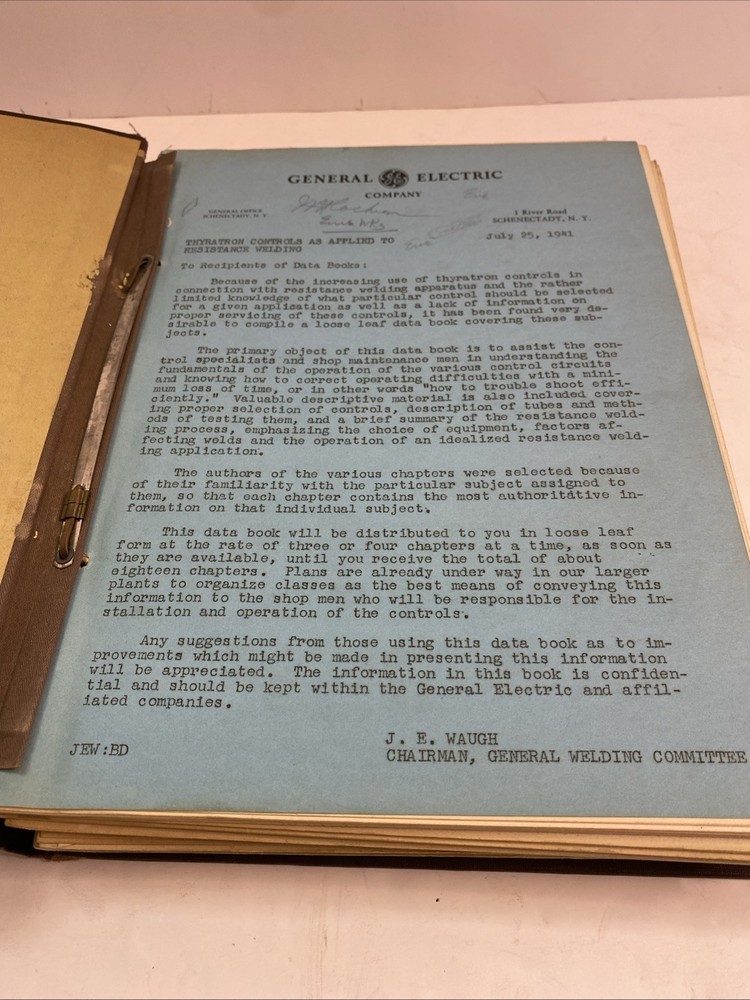 GENERAL GE ELECTRIC
COMPANY
GENERAL OFFICE
SCHENECTADY, N. Y.
1 River Road
SCHENECTADY, N. Y.
July 25, 1941
THYRATRON CONTROLS AS APPLIED TO
RESISTANCE WELDING
To Recipients of Data Books:
Because of the increasing use of thyratron controls in
connection with resistance welding apparatus and the rather
limited knowledge of what particular control should be selected
for a given application as well as a lack of information on
proper servicing of these controls, it has been found very de-
sirable to compile a loose leaf data book covering these sub-
jects.
The primary object of this data book is to assist the con-
trol specialists and shop maintenance men in understanding the
fundamentals of the operation of the various control circuits
and knowing how to correct operating difficulties with a mini-
mum loss of time, or in other words "how to trouble shoot effi-
ciently." Valuable descriptive material is also included cover-
ing proper selection of controls, description of tubes and meth-
ods of testing them, and a brief summary of the resistance weld-
ing process, emphasizing the choice of equipment, factors af-
fecting welds and the operation of an idealized resistance weld-
ing application.
The authors of the various chapters were selected because
of their familiarity with the particular subject assigned to
them, so that each chapter contains the most authoritative in-
formation on that individual subject.
This data book will be distributed to you in loose leaf
form at the rate of three or four chapters at a time, as soon as
they are available, until you receive the total of about
eighteen chapters. Plans are already under way in our larger
plants to organize classes as the best means of conveying this
information to the shop men who will be responsible for the in-
stallation and operation of the controls.
Any suggestions from those using this data book as to im-
provements which might be made in presenting this information
will be appreciated. The information in this book is confiden-
tial and should be kept within the General Electric and affil-
iated companies.
J. E. WAUGH
JEW:BD
CHAIRMAN, GENERAL WELDING COMMITTEE